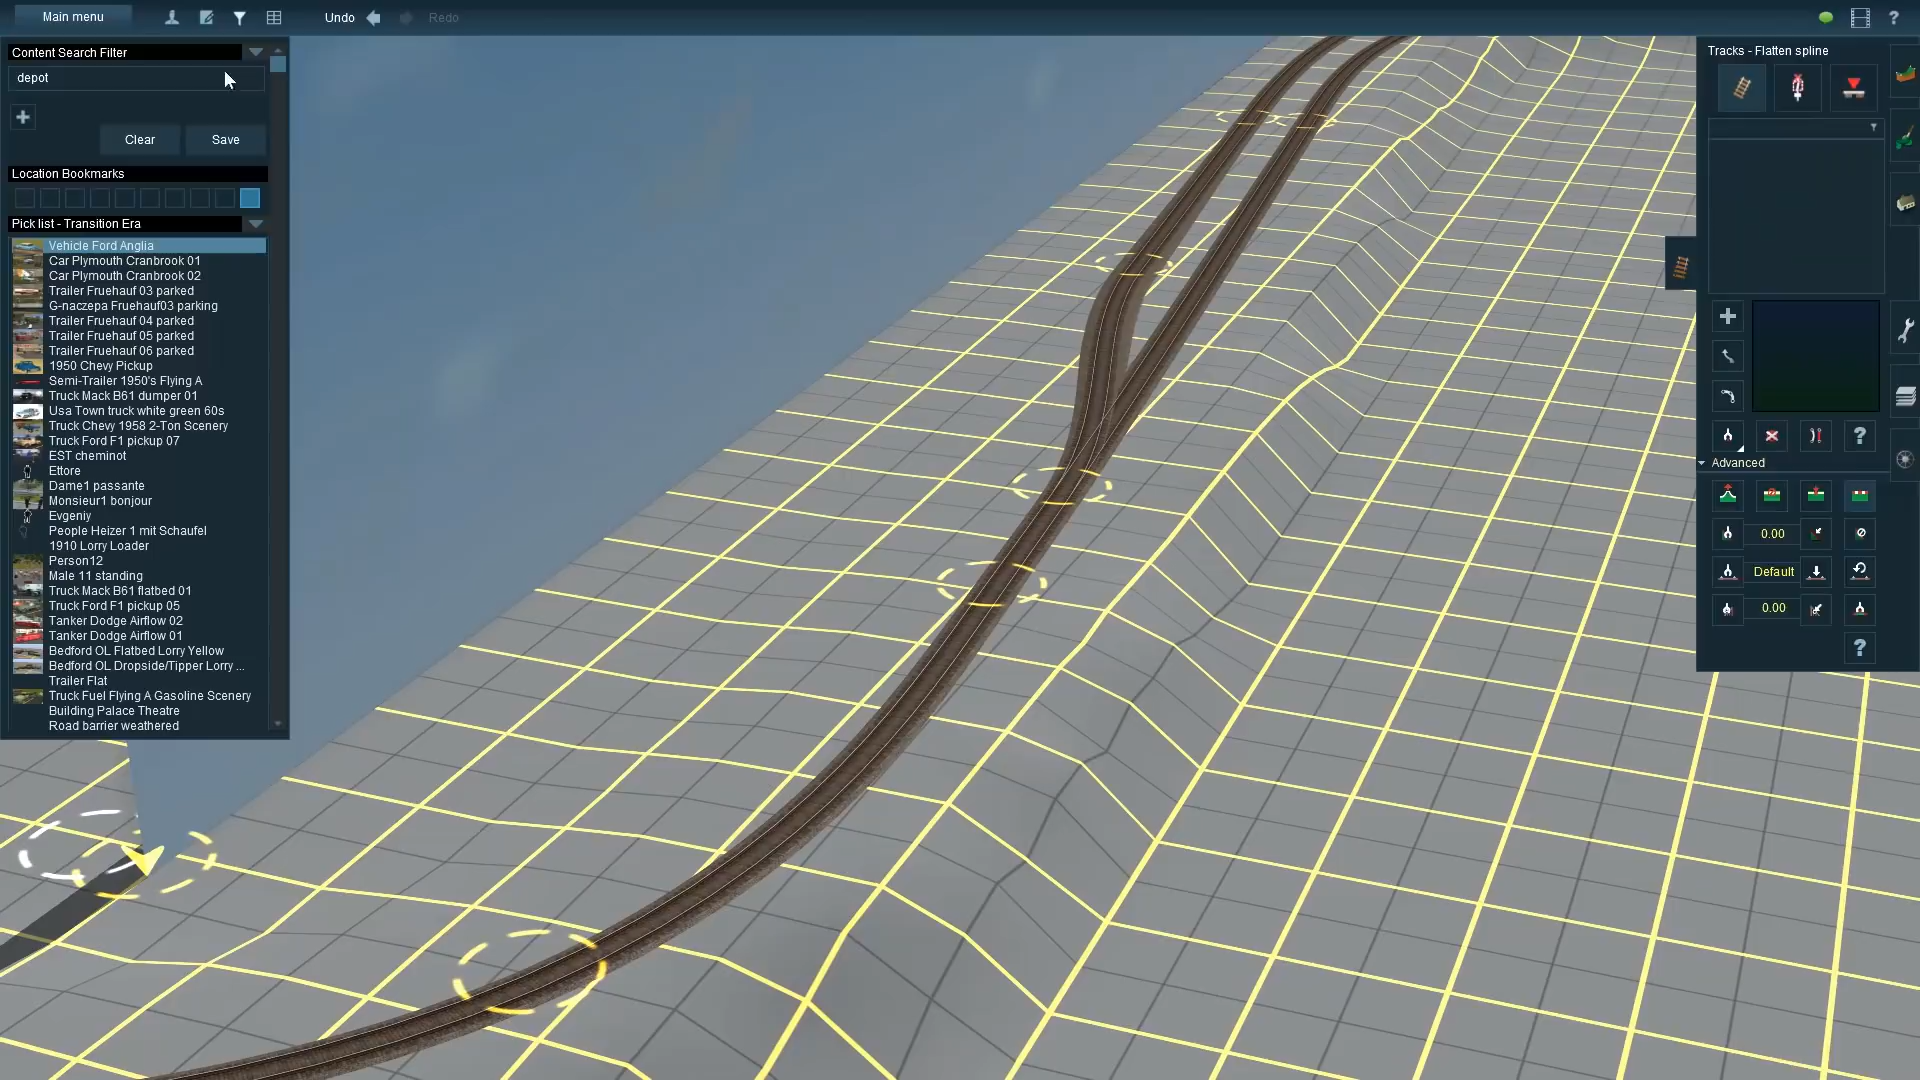 Main menu
Undo
Redo
?
Content Search Filter
depot
Clear
Save
Location Bookmarks
Pick list - Transition Era
Vehicle Ford Anglia
Car Plymouth Cranbrook 01
Car Plymouth Cranbrook 02
Trailer Fruehauf 03 parked
G-naczepa Fruehauf03 parking
Trailer Fruehauf 04 parked
Trailer Fruehauf 05 parked
Trailer Fruehauf 06 parked
1950 Chevy Pickup
Semi-Trailer 1950's Flying A
Truck Mack B61 dumper 01
Usa Town truck white green 60s
Truck Chevy 1958 2-Ton Scenery
Truck Ford F1 pickup 07
EST cheminot
Ettore
Dame1 passante
Monsieur1 bonjour
Evgeniy
People Heizer 1 mit Schaufel
1910 Lorry Loader
Person12
Male 11 standing
Truck Mack B61 flatbed 01
Truck Ford F1 pickup 05
Tanker Dodge Airflow 02
Tanker Dodge Airflow 01
Bedford OL Flatbed Lorry Yellow
Bedford OL Dropside/Tipper Lorry ...
Trailer Flat
Truck Fuel Flying A Gasoline Scenery
Building Palace Theatre
Road barrier weathered
Tracks - Flatten spline
?
Advanced
0.00
Default
0.00
?